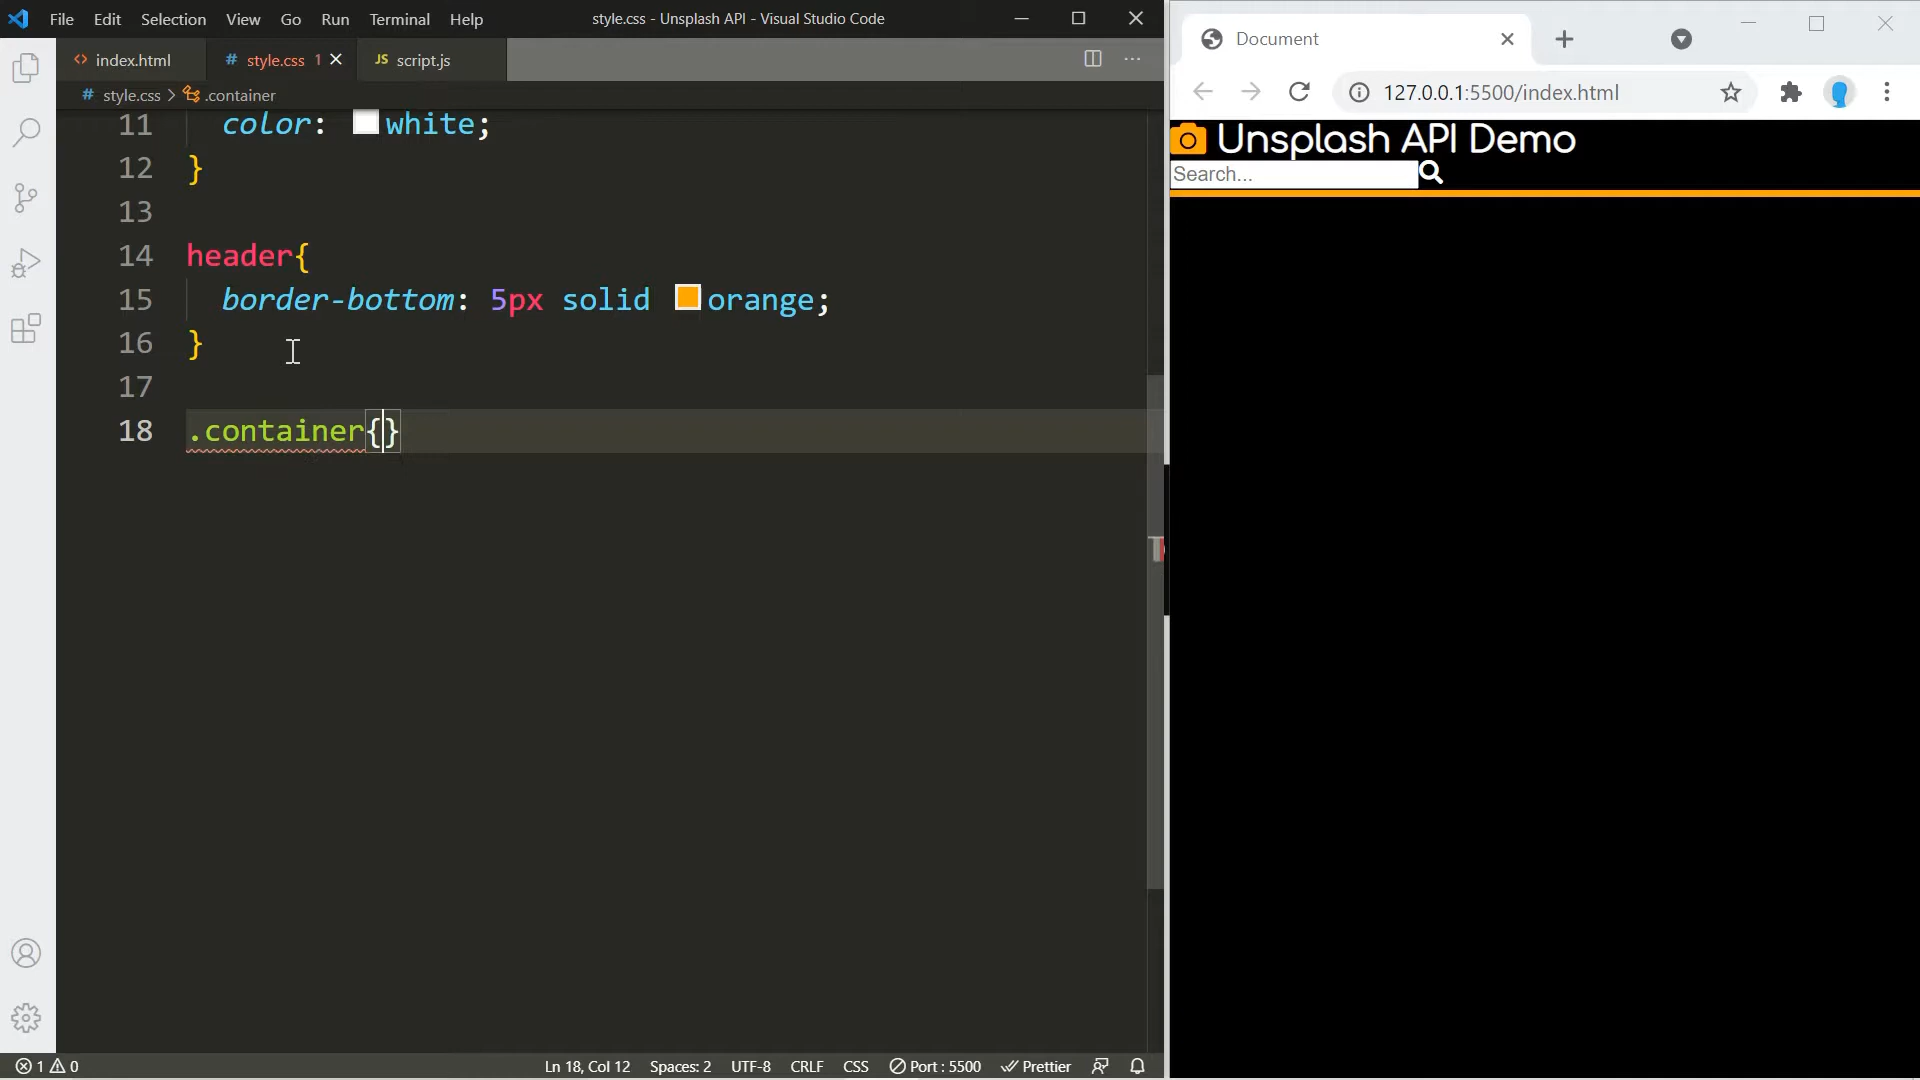 File Edit Selection View Go Run Terminal Help style.css - Unsplash API - Visual Studio Code
index.html # style.css 1 JS script.js
# style.css > .container
11 color: white;
12 }
13
14 header{
15 border-bottom: 5px solid orange;
16 }
17
18 .container{}
1 0 Ln 18, Col 12 Spaces: 2 UTF-8 CRLF CSS Port : 5500 Prettier
Document
127.0.0.1:5500/index.html
Unsplash API Demo
Search...